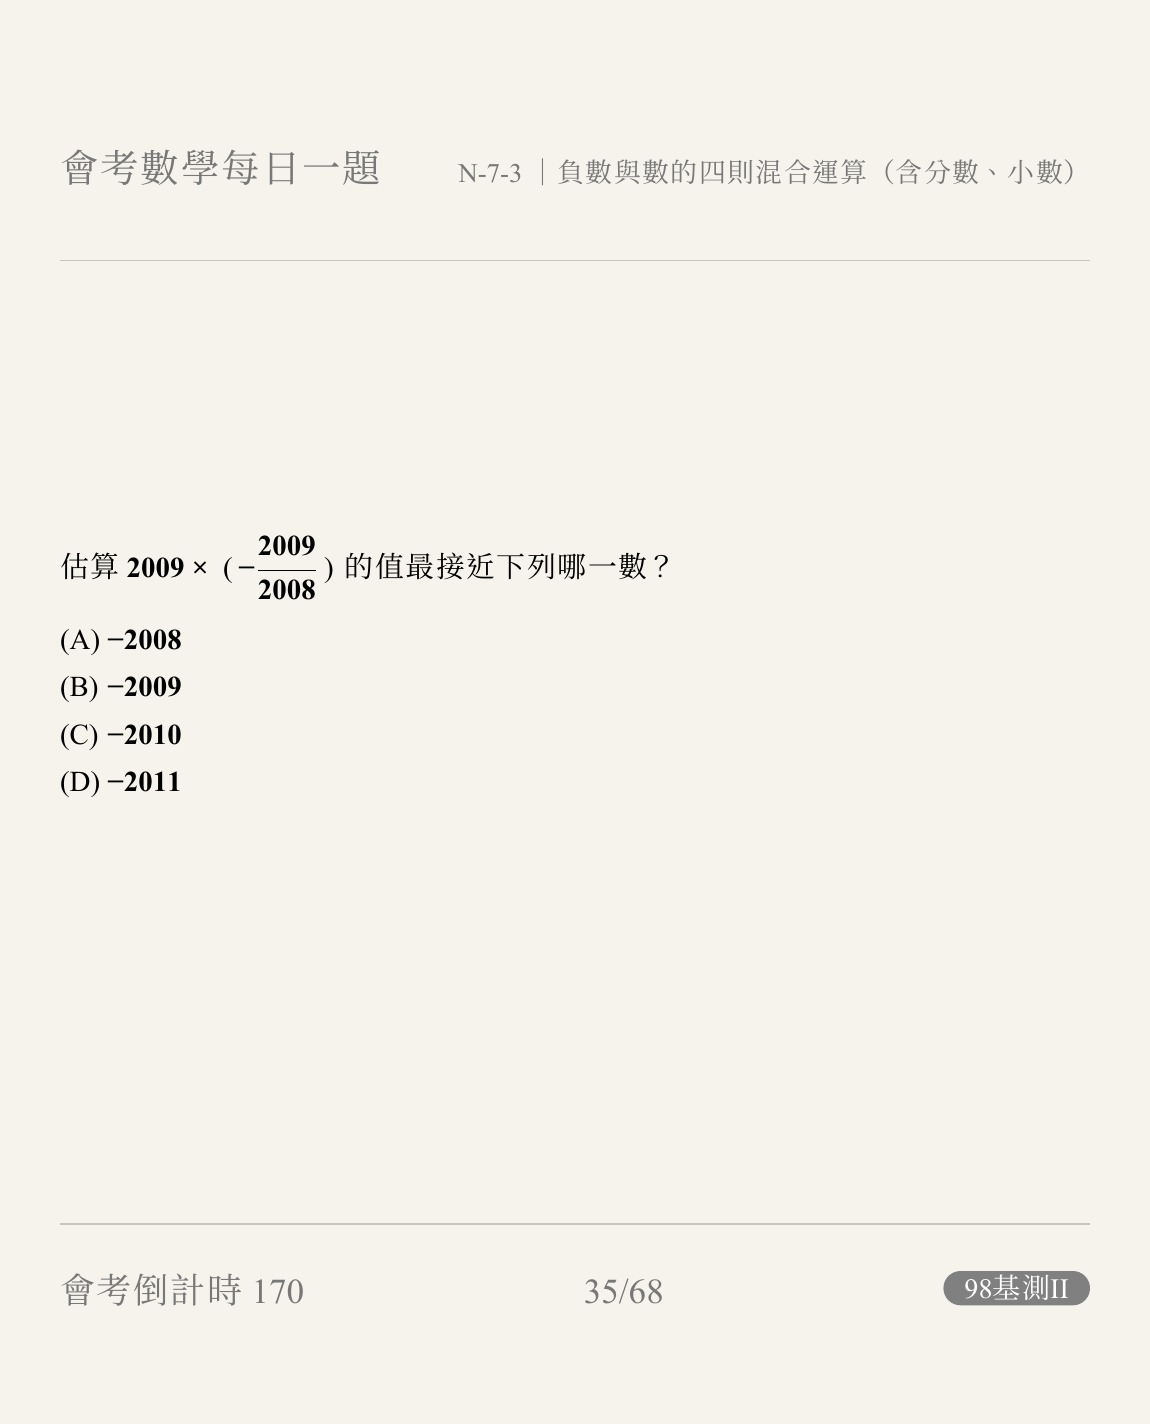 會考數學每日一題
N-7-3｜負數與數的四則混合運算（含分數、小數）
估算 2009 × (−2009/2008) 的值最接近下列哪一數？
(A) −2008
(B) −2009
(C) −2010
(D) −2011
會考倒計時 170
35/68
98基測II